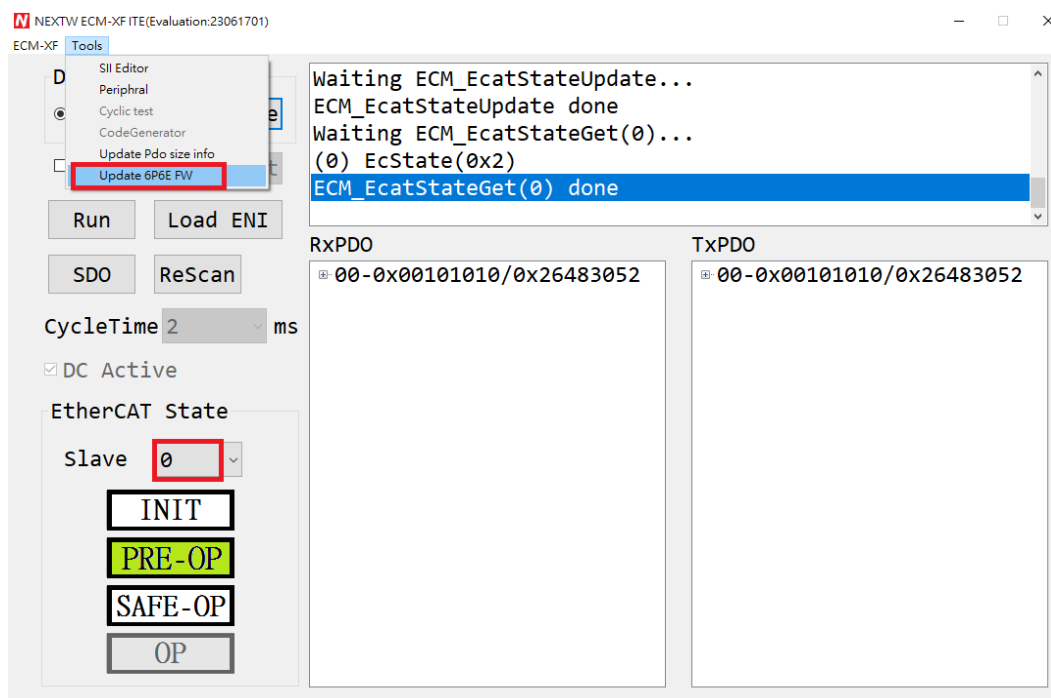 NEXTW ECM-XF ITE(Evaluation:23061701)
ECM-XF Tools
SII Editor
Periphral
Cyclic test
CodeGenerator
Update Pdo size info
Update 6P6E FW
D
e
t
Run Load ENI
SDO ReScan
CycleTime 2 ms
DC Active
EtherCAT State
Slave 0
INIT
PRE-OP
SAFE-OP
OP
Waiting ECM_EcatStateUpdate...
ECM_EcatStateUpdate done
Waiting ECM_EcatStateGet(0)...
(0) EcState(0x2)
ECM_EcatStateGet(0) done
RxPDO
00-0x00101010/0x26483052
TxPDO
00-0x00101010/0x26483052